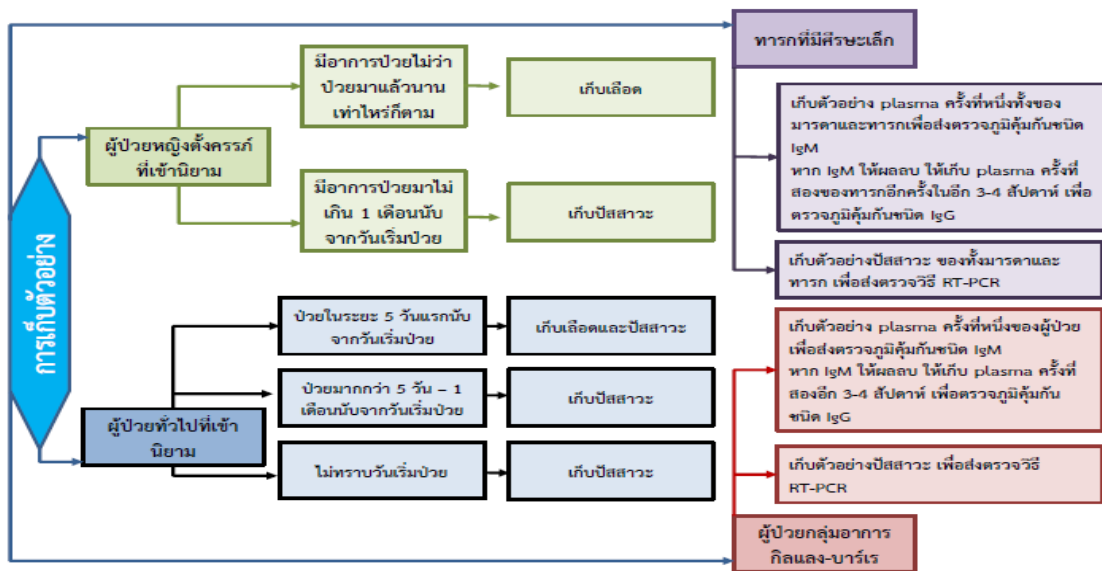 การเก็บตัวอย่าง
ผู้ป่วยหญิงตั้งครรภ์
ที่เข้านิยาม
มีอาการป่วยไม่ว่า
ป่วยมาแล้วนาน
เท่าไหร่ก็ตาม
เก็บเลือด
มีอาการป่วยมาไม่
เกิน 1 เดือนนับ
จากวันเริ่มป่วย
เก็บปัสสาวะ
ผู้ป่วยทั่วไปที่เข้า
นิยาม
ป่วยในระยะ 5 วันแรกนับ
จากวันเริ่มป่วย
เก็บเลือดและปัสสาวะ
ป่วยมากกว่า 5 วัน – 1
เดือนนับจากวันเริ่มป่วย
เก็บปัสสาวะ
ไม่ทราบวันเริ่มป่วย
เก็บปัสสาวะ
ทารกที่มีศีรษะเล็ก
เก็บตัวอย่าง plasma ครั้งที่หนึ่งทั้งของ
มารดาและทารกเพื่อส่งตรวจภูมิคุ้มกันชนิด
IgM
หาก IgM ให้ผลลบ ให้เก็บ plasma ครั้งที่
สองของทารกอีกครั้งในอีก 3-4 สัปดาห์ เพื่อ
ตรวจภูมิคุ้มกันชนิด IgG
เก็บตัวอย่างปัสสาวะ ของทั้งมารดาและ
ทารก เพื่อส่งตรวจวิธี RT-PCR
เก็บตัวอย่าง plasma ครั้งที่หนึ่งของผู้ป่วย
เพื่อส่งตรวจภูมิคุ้มกันชนิด IgM
หาก IgM ให้ผลลบ ให้เก็บ plasma ครั้งที่
สองอีก 3-4 สัปดาห์ เพื่อตรวจภูมิคุ้มกัน
ชนิด IgG
เก็บตัวอย่างปัสสาวะ เพื่อส่งตรวจวิธี
RT-PCR
ผู้ป่วยกลุ่มอาการ
กิลแลง-บาร์เร